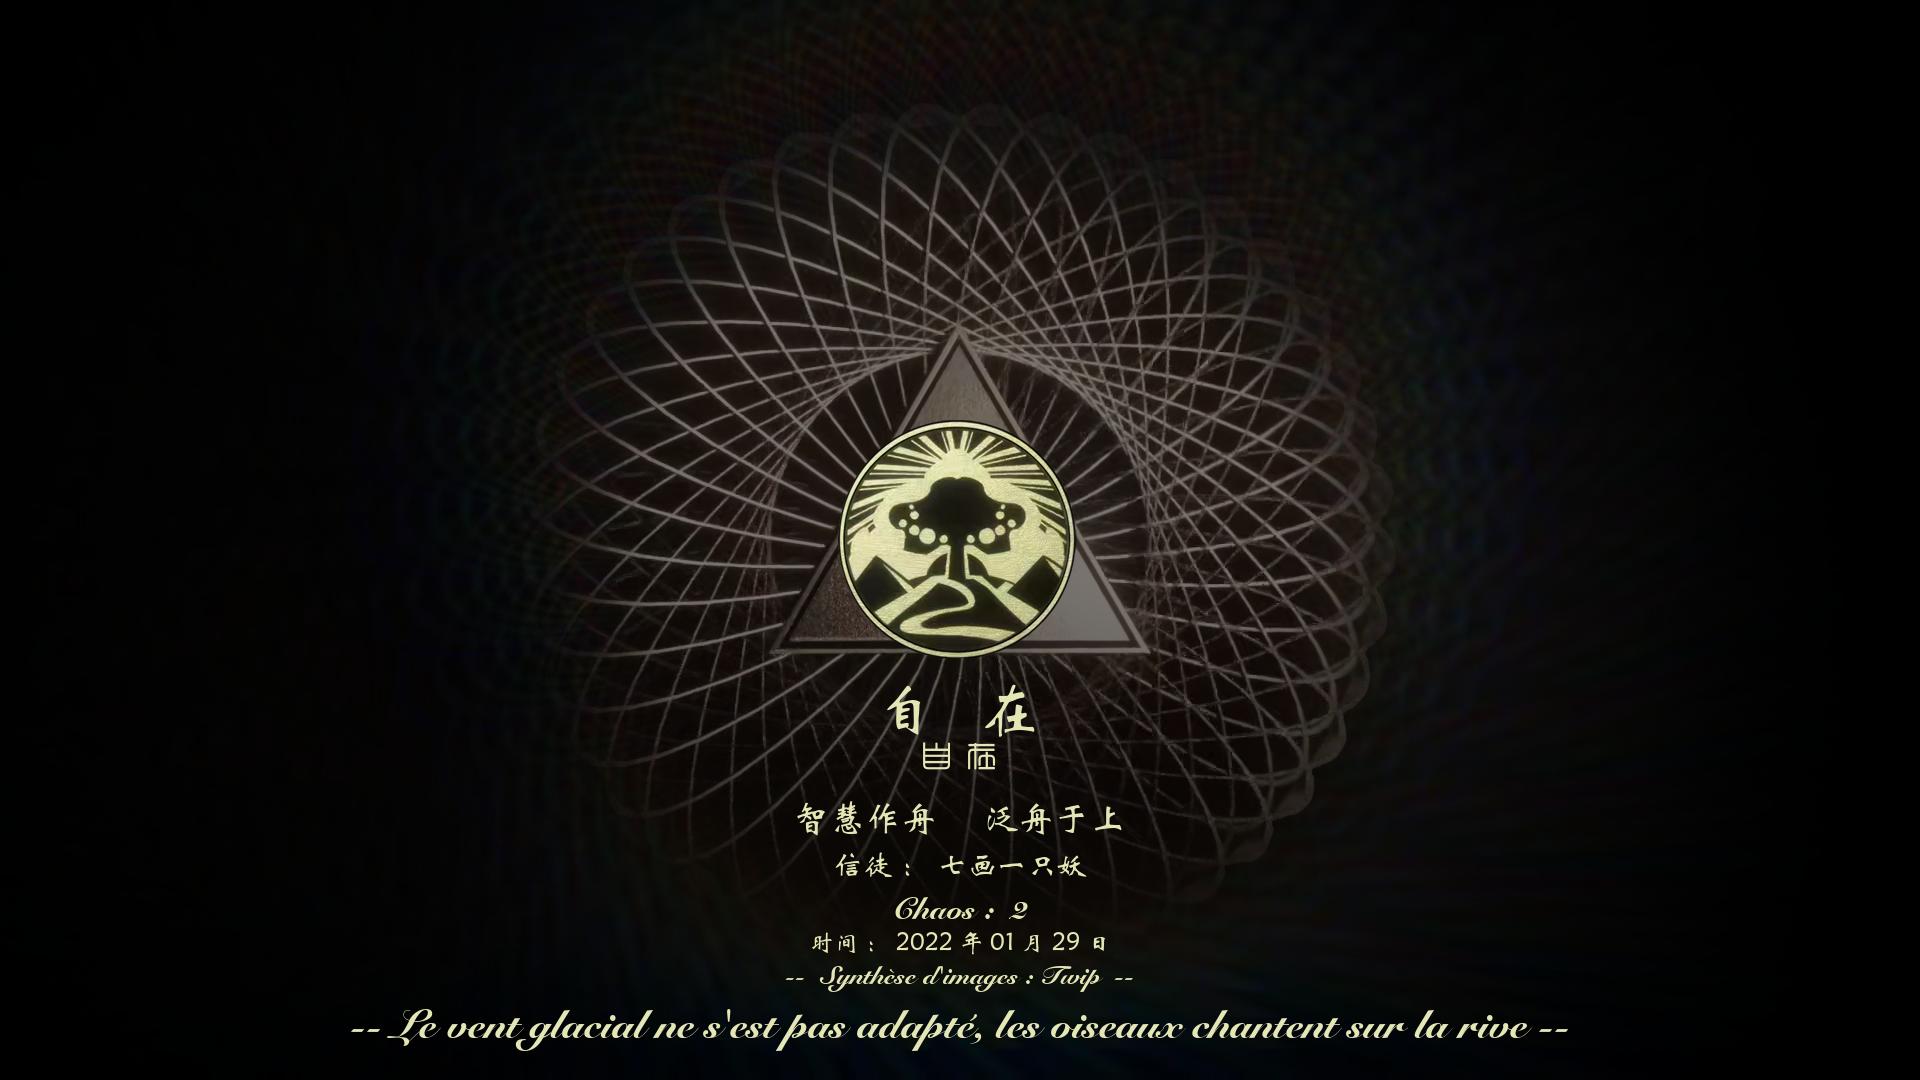 自 在
自在
智慧作舟 泛舟于上
信徒： 七画一只妖
Chaos : 2
时间： 2022 年 01 月 29 日
-- Synthèse d'images : Twip --
-- Le vent glacial ne s'est pas adapté, les oiseaux chantent sur la rive --